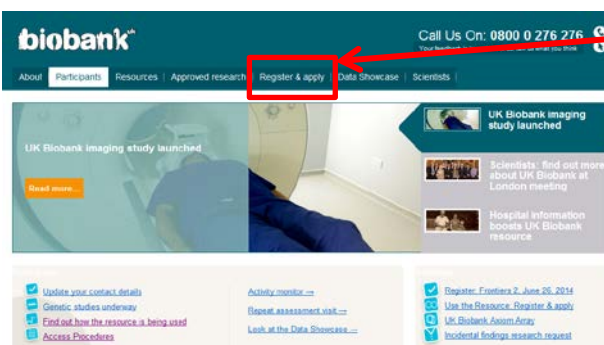 biobank uk
Call Us On: 0800 0 276 276
About Participants Resources Approved research Register & apply Data Showcase Scientists
UK Biobank imaging study launched
Read more...
UK Biobank imaging
study launched
Scientists: find out more
about UK Biobank at
London meeting
Hospital information
boosts UK Biobank
resource
Update your contact details
Genetic studies underway
Find out how the resource is being used
Access Procedures
Activity monitor →
Repeat assessment visit →
Look at the Data Showcase →
Register: Frontiers 2, June 26, 2014
Use the Resource: Register & apply
UK Biobank Axiom Array
Incidental findings research request